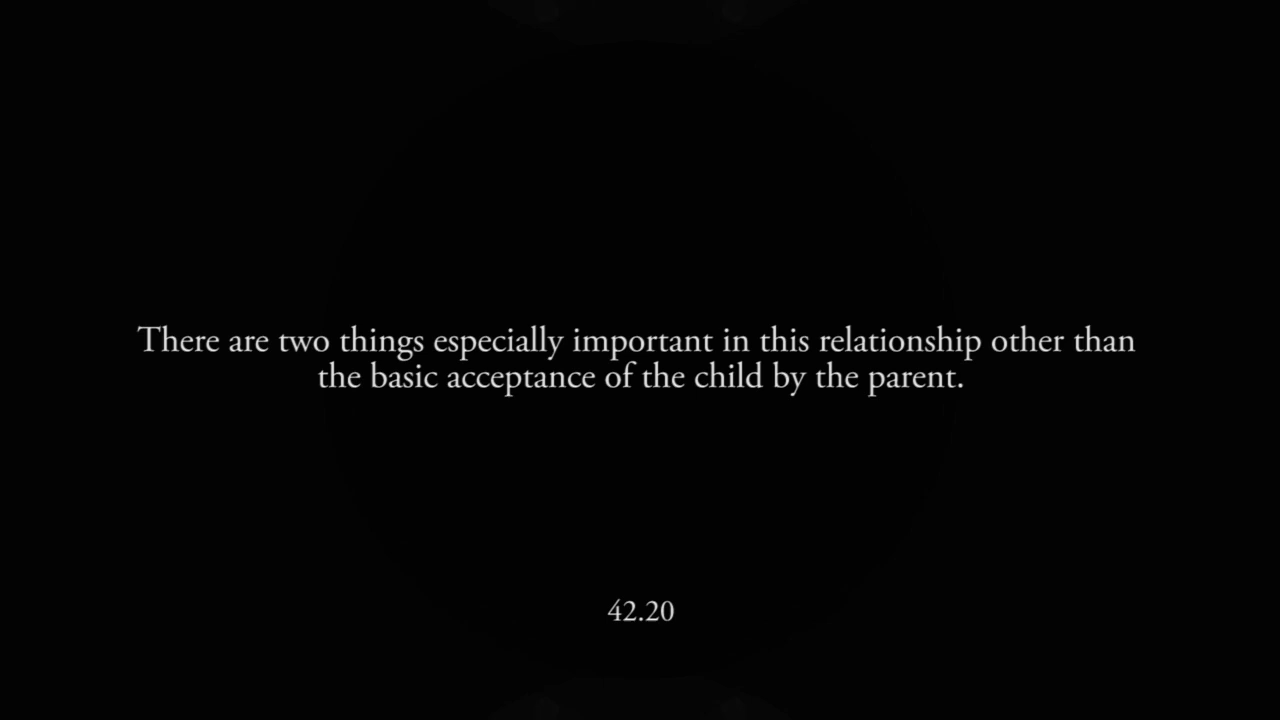 There are two things especially important in this relationship other than
the basic acceptance of the child by the parent.
42.20